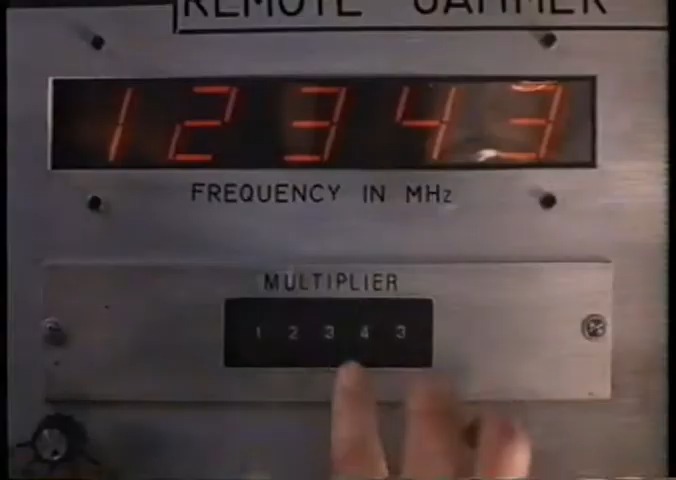 REMOTE JAMMER
12343
FREQUENCY IN MHz
MULTIPLIER
1 2 3 4 3